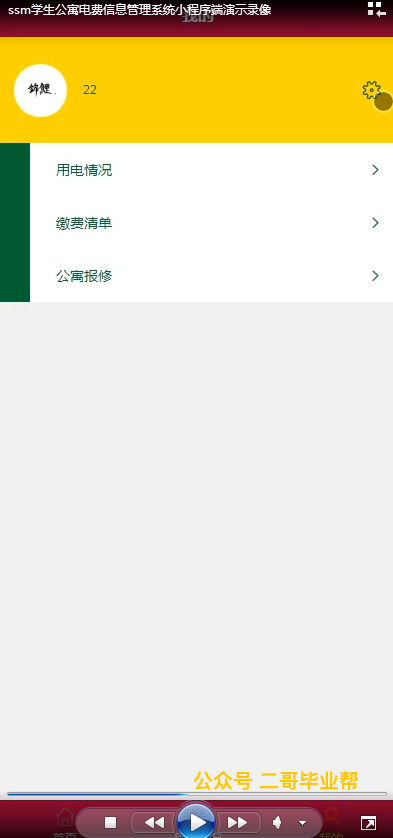 ssm学生公寓电费信息管理系统小程序端演示录像
我的
锦鲤.
22
用电情况
缴费清单
公寓报修
公众号 二哥毕业帮
首页
我的